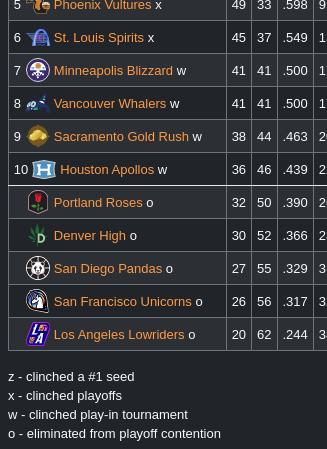 5 Phoenix Vultures x 49 33 .598 9
6 St. Louis Spirits x 45 37 .549 1
7 Minneapolis Blizzard w 41 41 .500 1
8 Vancouver Whalers w 41 41 .500 1
9 Sacramento Gold Rush w 38 44 .463 2
10 H Houston Apollos w 36 46 .439 2
Portland Roses o 32 50 .390 2
D Denver High o 30 52 .366 2
San Diego Pandas o 27 55 .329 3
San Francisco Unicorns o 26 56 .317 3
LA Los Angeles Lowriders o 20 62 .244 3
z - clinched a #1 seed
x - clinched playoffs
w - clinched play-in tournament
o - eliminated from playoff contention